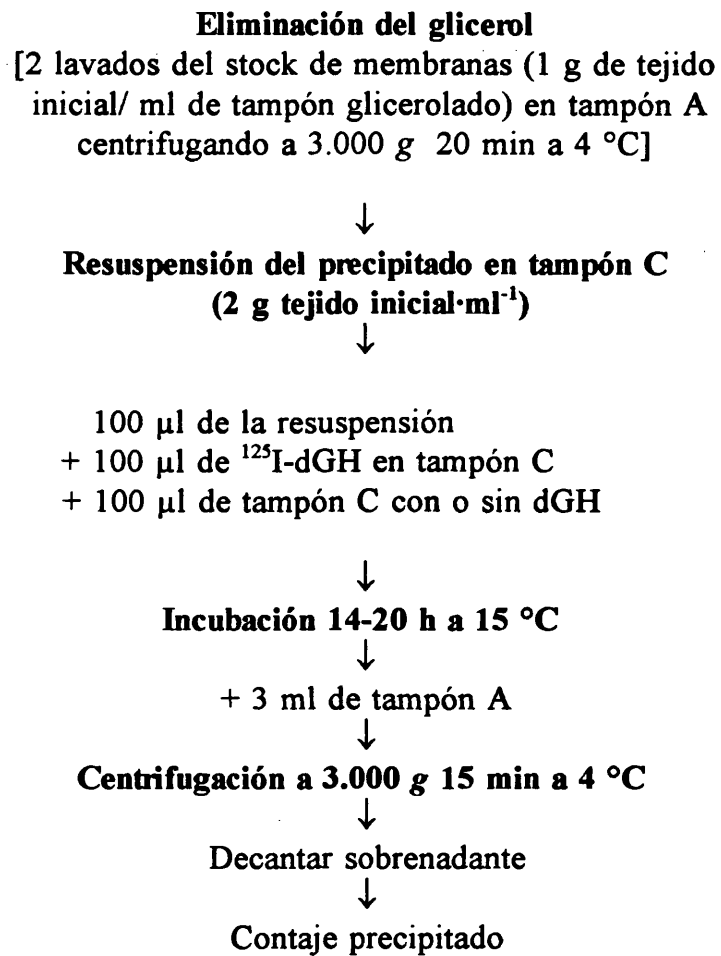 Eliminación del glicerol
[2 lavados del stock de membranas (1 g de tejido
inicial/ ml de tampón glicerolado) en tampón A
centrifugando a 3.000 g 20 min a 4 °C]
↓
Resuspensión del precipitado en tampón C
(2 g tejido inicial·ml⁻¹)
↓
100 µl de la resuspensión
+ 100 µl de ¹²⁵I-dGH en tampón C
+ 100 µl de tampón C con o sin dGH
↓
Incubación 14-20 h a 15 °C
↓
+ 3 ml de tampón A
↓
Centrifugación a 3.000 g 15 min a 4 °C
↓
Decantar sobrenadante
↓
Contaje precipitado